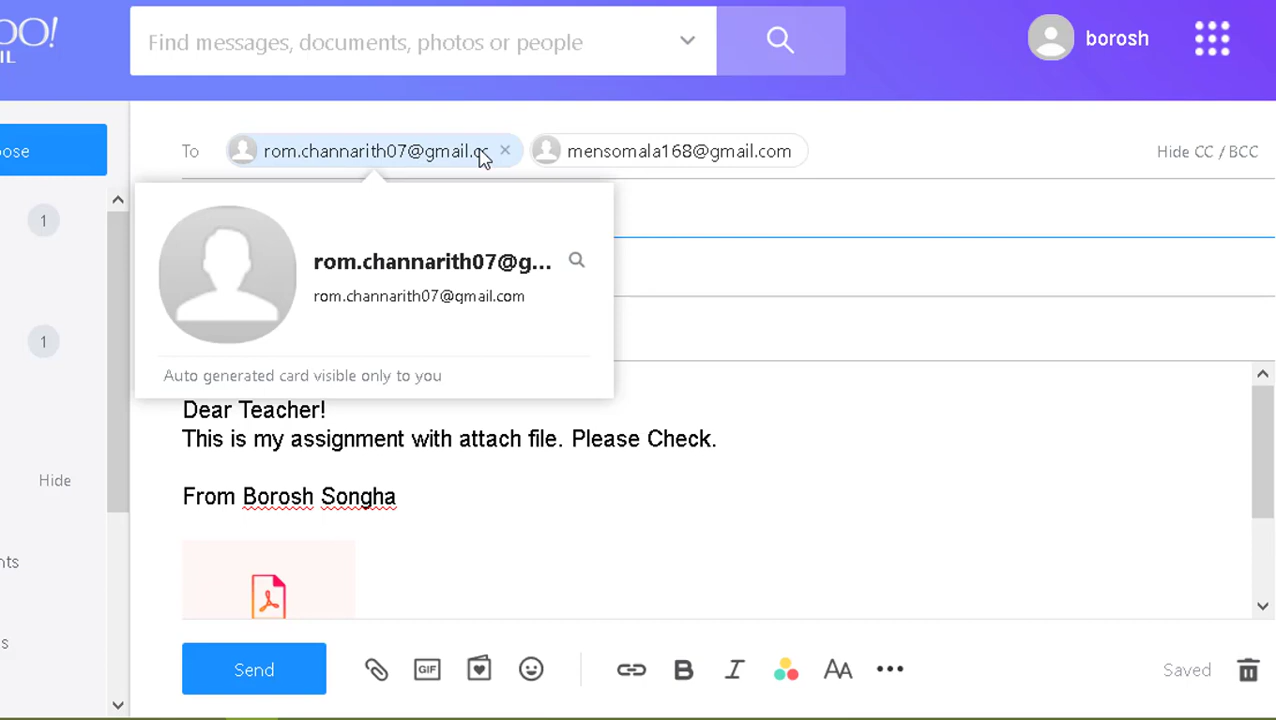 OO!
IL
Find messages, documents, photos or people
borosh
ose
To rom.channarith07@gmail.c mensomala168@gmail.com Hide CC / BCC
1
rom.channarith07@g...
rom.channarith07@gmail.com
1
Auto generated card visible only to you
Dear Teacher!
This is my assignment with attach file. Please Check.
Hide
From Borosh Songha
nts
s
Send GIF B I AA Saved